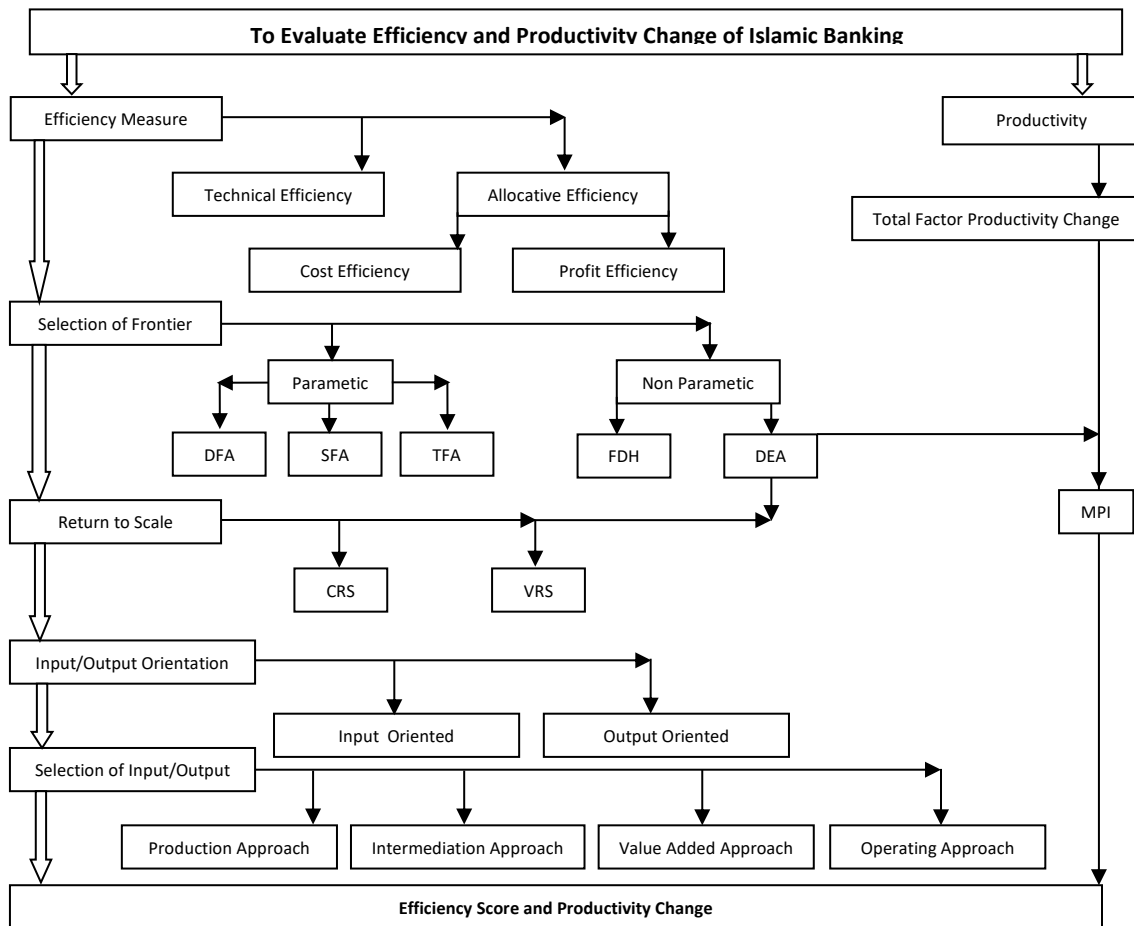 To Evaluate Efficiency and Productivity Change of Islamic Banking
Efficiency Measure
Productivity
Technical Efficiency
Allocative Efficiency
Total Factor Productivity Change
Cost Efficiency
Profit Efficiency
Selection of Frontier
Parametic
Non Parametic
DFA
SFA
TFA
FDH
DEA
Return to Scale
MPI
CRS
VRS
Input/Output Orientation
Input Oriented
Output Oriented
Selection of Input/Output
Production Approach
Intermediation Approach
Value Added Approach
Operating Approach
Efficiency Score and Productivity Change